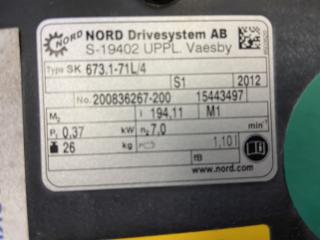 NORD NORD Drivesystem AB
S-19402 UPPL. Vaesby
Type SK 673.1-71L/4
S1 2012
No. 200836267-200 15443497
M₂ i 194,11 M1
P₁ 0,37 kW n₂ 7,0 min⁻¹
26 kg 1,10 l
fB
www.nord.com